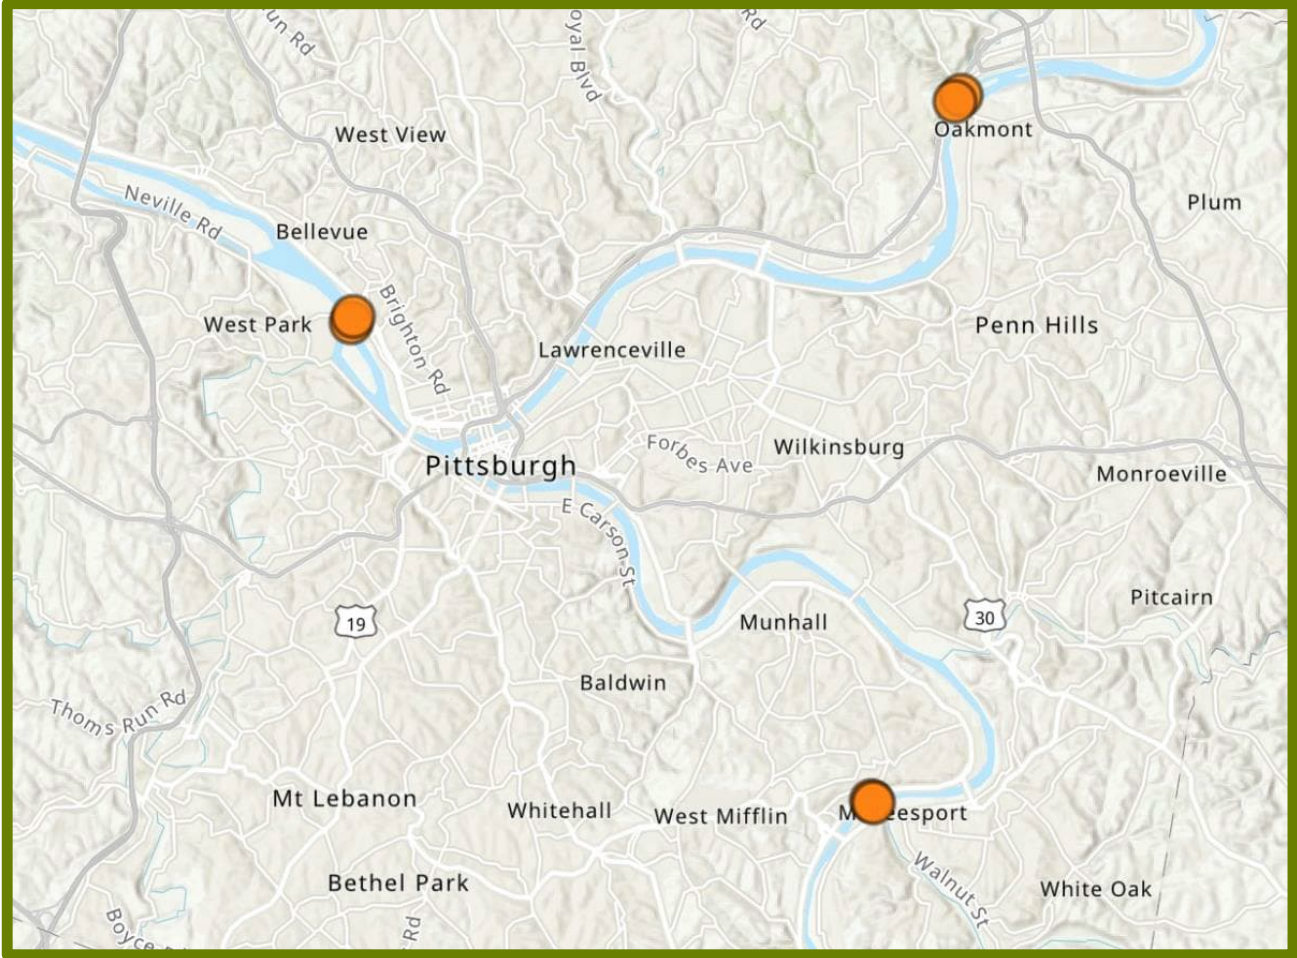 un Rd
oyal Blvd
Rd
West View
Oakmont
Neville Rd
Plum
Bellevue
Brighton Rd
West Park
Penn Hills
Lawrenceville
Forbes Ave
Wilkinsburg
Pittsburgh
Monroeville
E Carson St
Pitcairn
19
30
Munhall
Baldwin
Thoms Run Rd
Mt Lebanon
Whitehall
West Mifflin
M eesport
Walnut St
Bethel Park
White Oak
Boyce
Rd